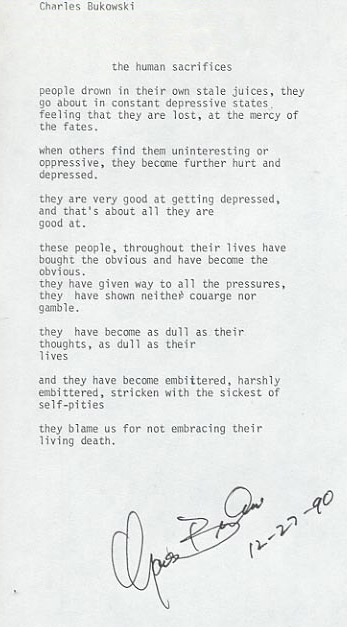 Charles Bukowski
the human sacrifices
people drown in their own stale juices, they
go about in constant depressive states,
feeling that they are lost, at the mercy of
the fates.
when others find them uninteresting or
oppressive, they become further hurt and
depressed.
they are very good at getting depressed,
and that's about all they are
good at.
these people, throughout their lives have
bought the obvious and have become the
obvious.
they have given way to all the pressures,
they have shown neither couarge nor
gamble.
they have become as dull as their
thoughts, as dull as their
lives
and they have become embittered, harshly
embittered, stricken with the sickest of
self-pities
they blame us for not embracing their
living death.
12-27-90